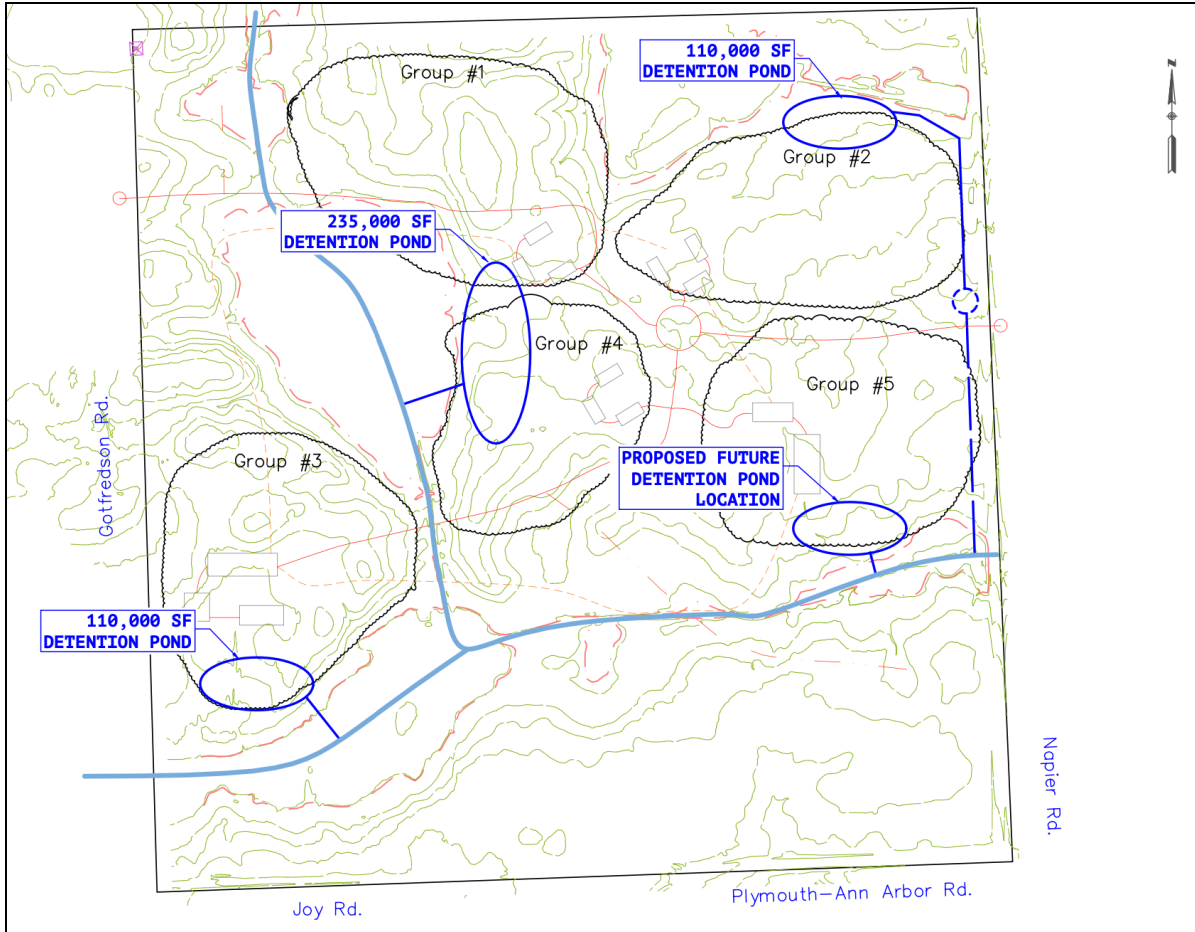 110,000 SF
DETENTION POND
Group #1
Group #2
N
235,000 SF
DETENTION POND
Group #4
Group #5
Gotfredson Rd.
Group #3
PROPOSED FUTURE
DETENTION POND
LOCATION
110,000 SF
DETENTION POND
Napier Rd.
Plymouth-Ann Arbor Rd.
Joy Rd.